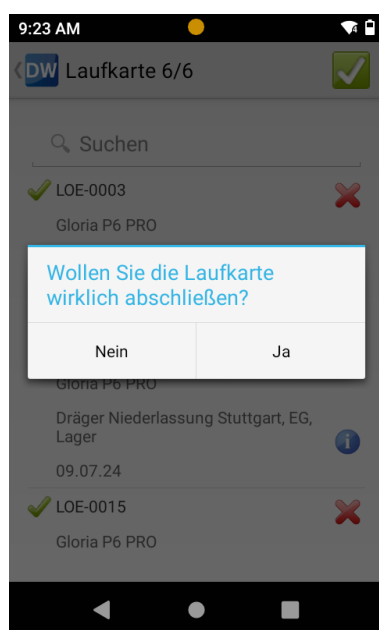 9:23 AM
DW Laufkarte 6/6
Suchen
LOE-0003
Gloria P6 PRO
Wollen Sie die Laufkarte
wirklich abschließen?
Nein Ja
Gloria P6 PRO
Dräger Niederlassung Stuttgart, EG,
Lager
09.07.24
LOE-0015
Gloria P6 PRO